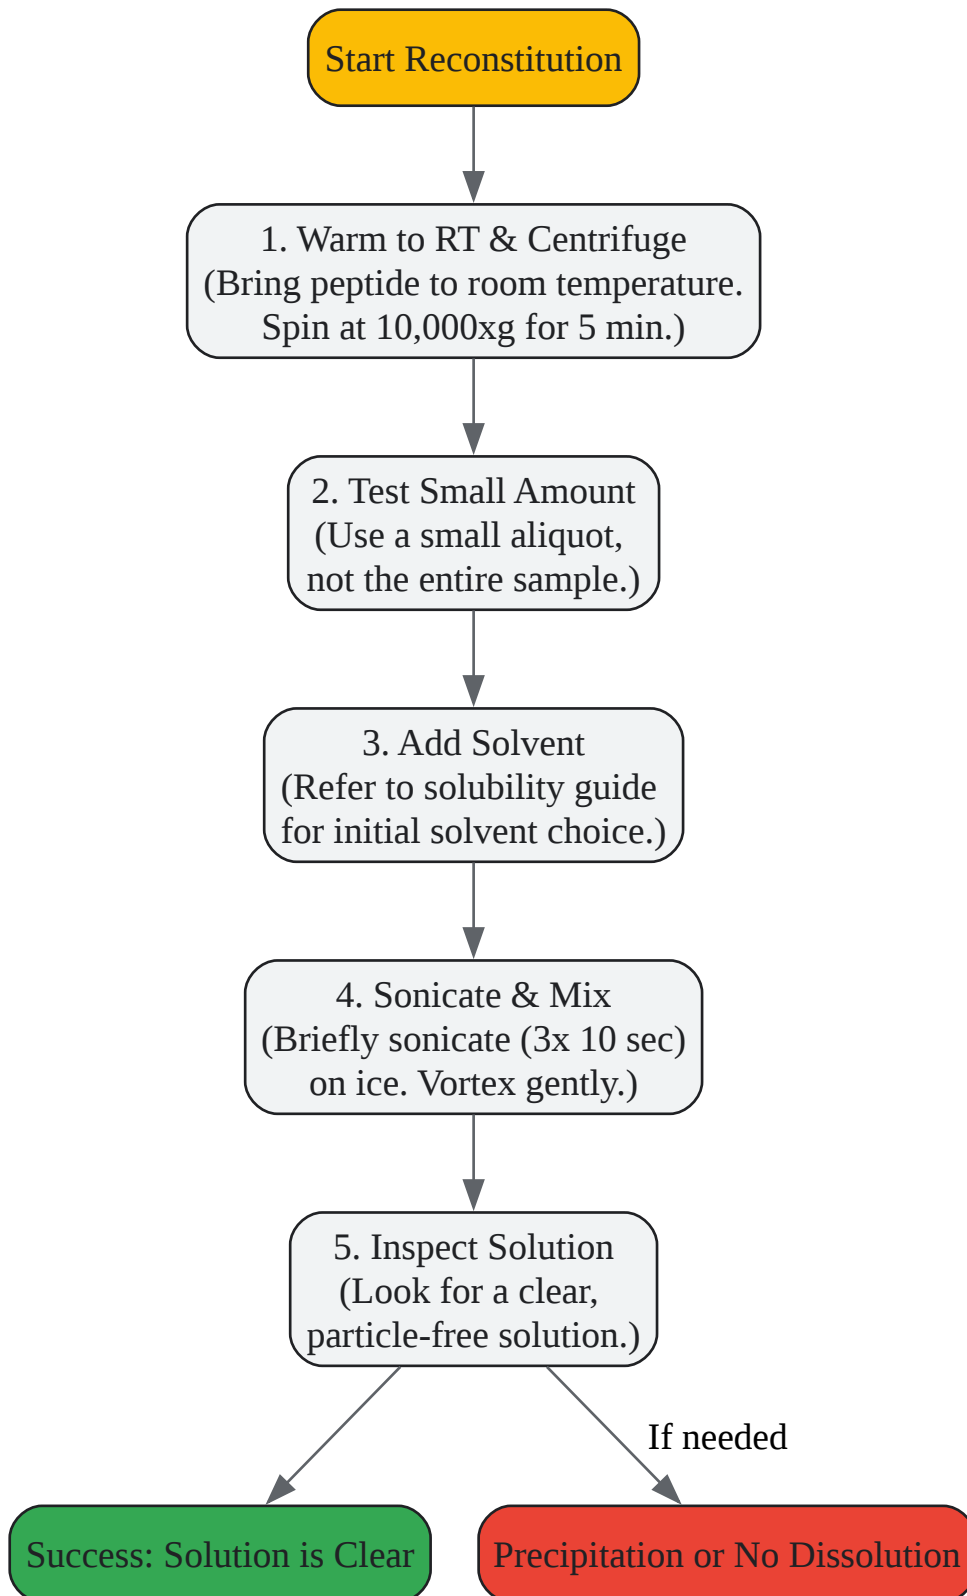 Start Reconstitution
1. Warm to RT & Centrifuge
(Bring peptide to room temperature.
Spin at 10,000xg for 5 min.)
2. Test Small Amount
(Use a small aliquot,
not the entire sample.)
3. Add Solvent
(Refer to solubility guide
for initial solvent choice.)
4. Sonicate & Mix
(Briefly sonicate (3x 10 sec)
on ice. Vortex gently.)
5. Inspect Solution
(Look for a clear,
particle-free solution.)
If needed
Success: Solution is Clear
Precipitation or No Dissolution